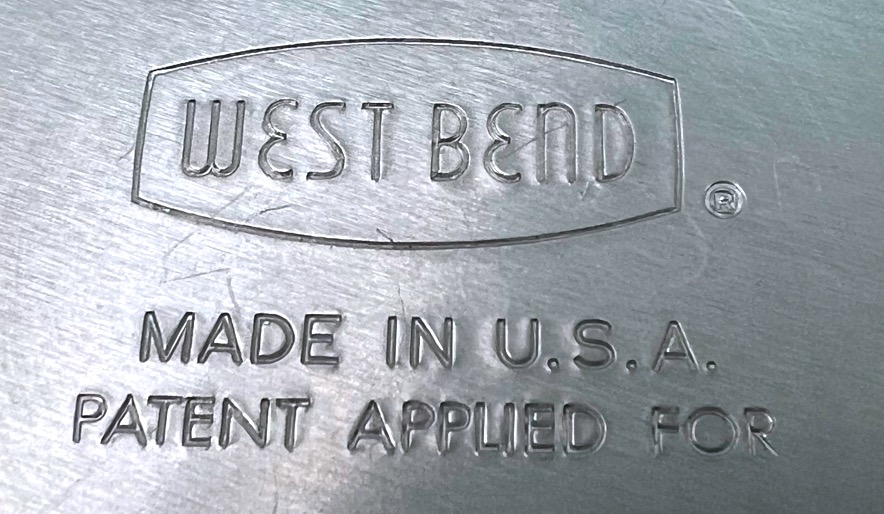 WEST BEND
®
MADE IN U.S.A.
PATENT APPLIED FOR